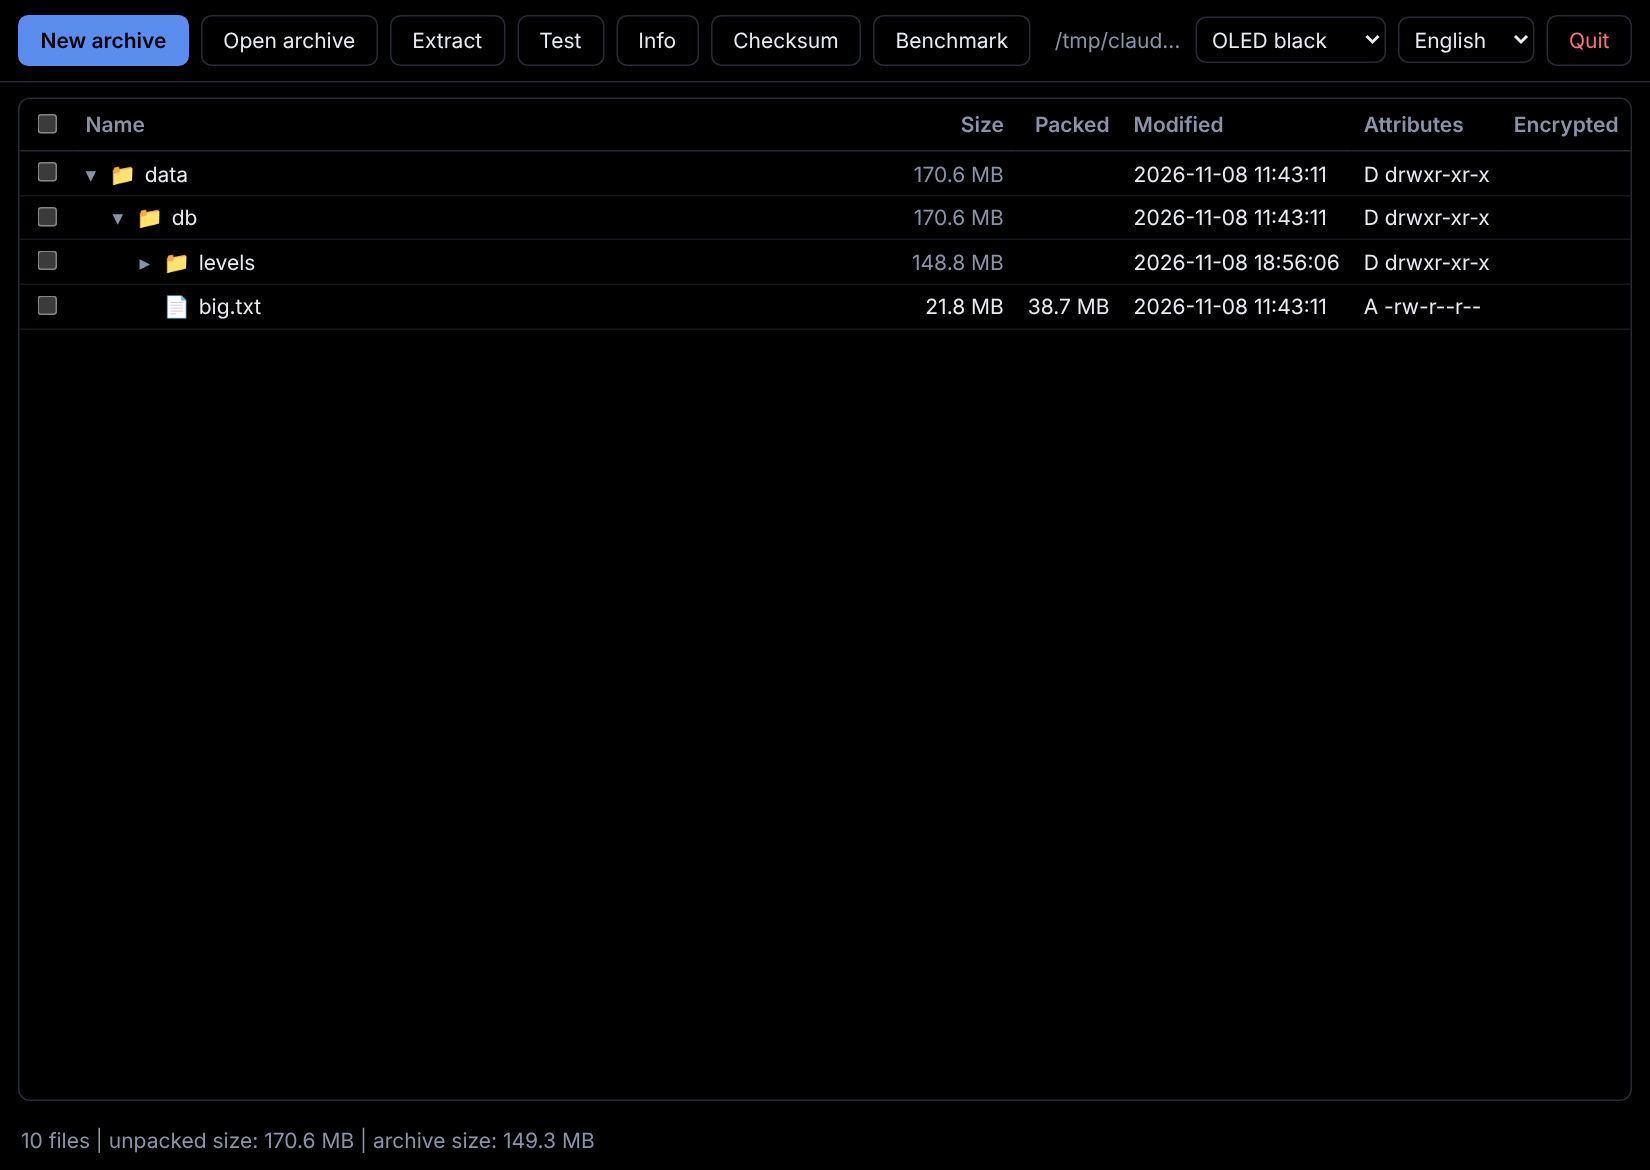 New archive Open archive Extract Test Info Checksum Benchmark /tmp/claud... OLED black English Quit
Name Size Packed Modified Attributes Encrypted
data 170.6 MB 2026-11-08 11:43:11 D drwxr-xr-x
db 170.6 MB 2026-11-08 11:43:11 D drwxr-xr-x
levels 148.8 MB 2026-11-08 18:56:06 D drwxr-xr-x
big.txt 21.8 MB 38.7 MB 2026-11-08 11:43:11 A -rw-r--r--
10 files | unpacked size: 170.6 MB | archive size: 149.3 MB